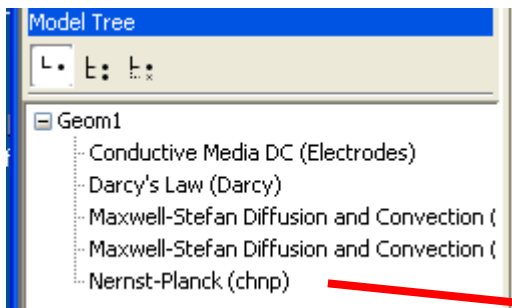 Model Tree
Geom1
Conductive Media DC (Electrodes)
Darcy's Law (Darcy)
Maxwell-Stefan Diffusion and Convection (
Maxwell-Stefan Diffusion and Convection (
Nernst-Planck (chnp)